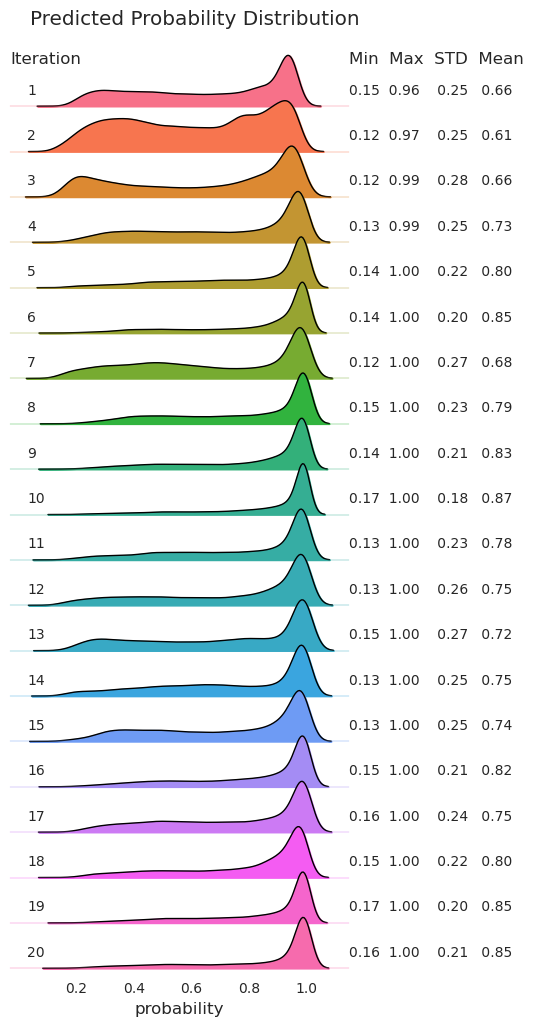 Predicted Probability Distribution
Iteration Min Max STD Mean
1 0.15 0.96 0.25 0.66
2 0.12 0.97 0.25 0.61
3 0.12 0.99 0.28 0.66
4 0.13 0.99 0.25 0.73
5 0.14 1.00 0.22 0.80
6 0.14 1.00 0.20 0.85
7 0.12 1.00 0.27 0.68
8 0.15 1.00 0.23 0.79
9 0.14 1.00 0.21 0.83
10 0.17 1.00 0.18 0.87
11 0.13 1.00 0.23 0.78
12 0.13 1.00 0.26 0.75
13 0.15 1.00 0.27 0.72
14 0.13 1.00 0.25 0.75
15 0.13 1.00 0.25 0.74
16 0.15 1.00 0.21 0.82
17 0.16 1.00 0.24 0.75
18 0.15 1.00 0.22 0.80
19 0.17 1.00 0.20 0.85
20 0.16 1.00 0.21 0.85
0.2 0.4 0.6 0.8 1.0
probability